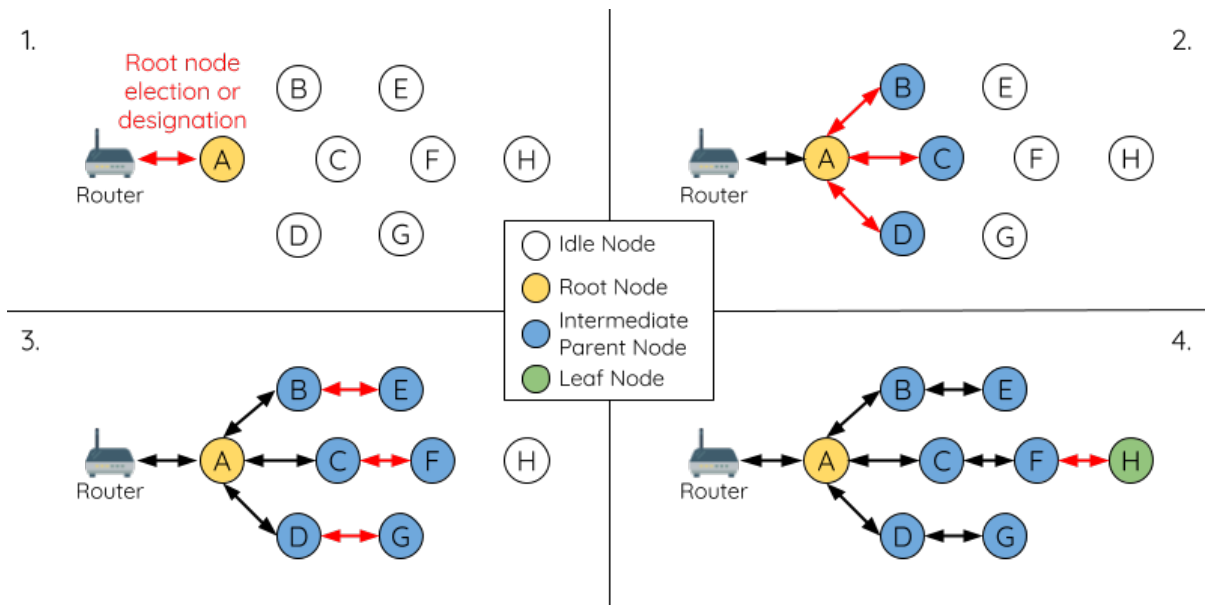 1.
Root node
election or
designation
Router
A
B
E
C
F
H
D
G
2.
B
E
A
C
F
H
Router
D
G
Idle Node
Root Node
Intermediate
Parent Node
Leaf Node
3.
B
E
A
C
F
H
Router
D
G
4.
B
E
A
C
F
H
Router
D
G